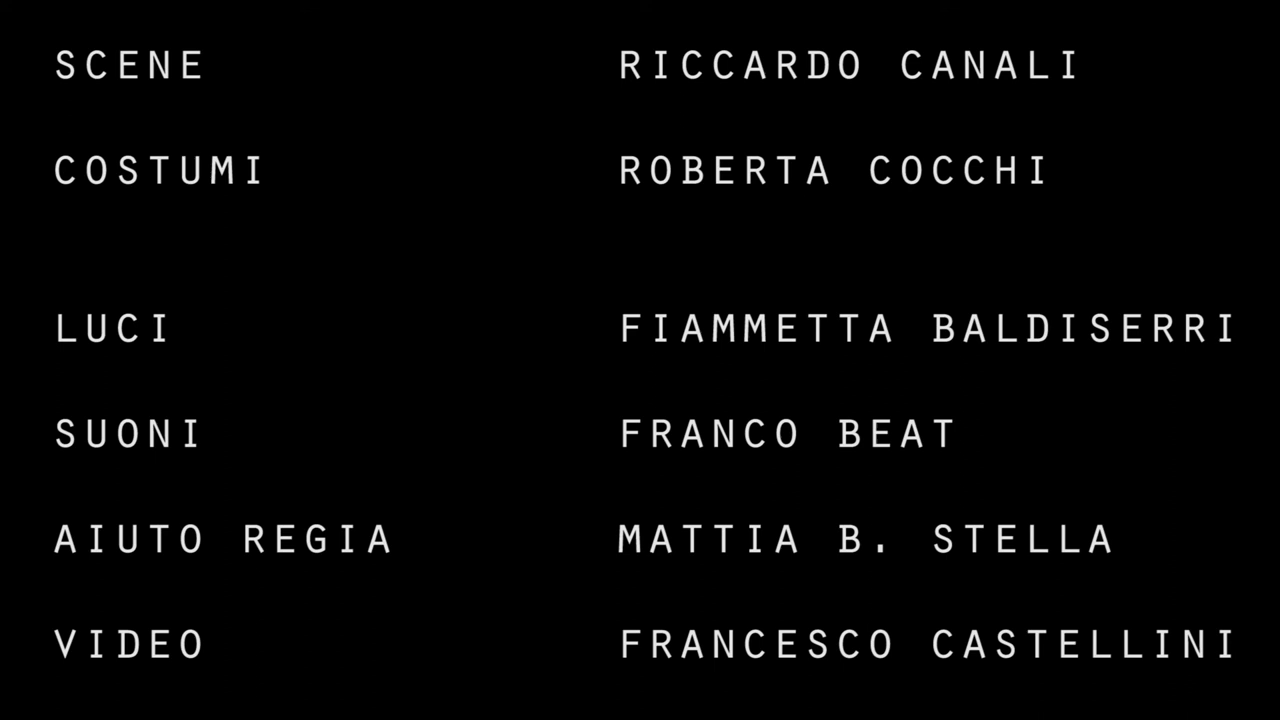 SCENE RICCARDO CANALI
COSTUMI ROBERTA COCCHI
LUCI FIAMMETTA BALDISERRI
SUONI FRANCO BEAT
AIUTO REGIA MATTIA B. STELLA
VIDEO FRANCESCO CASTELLINI